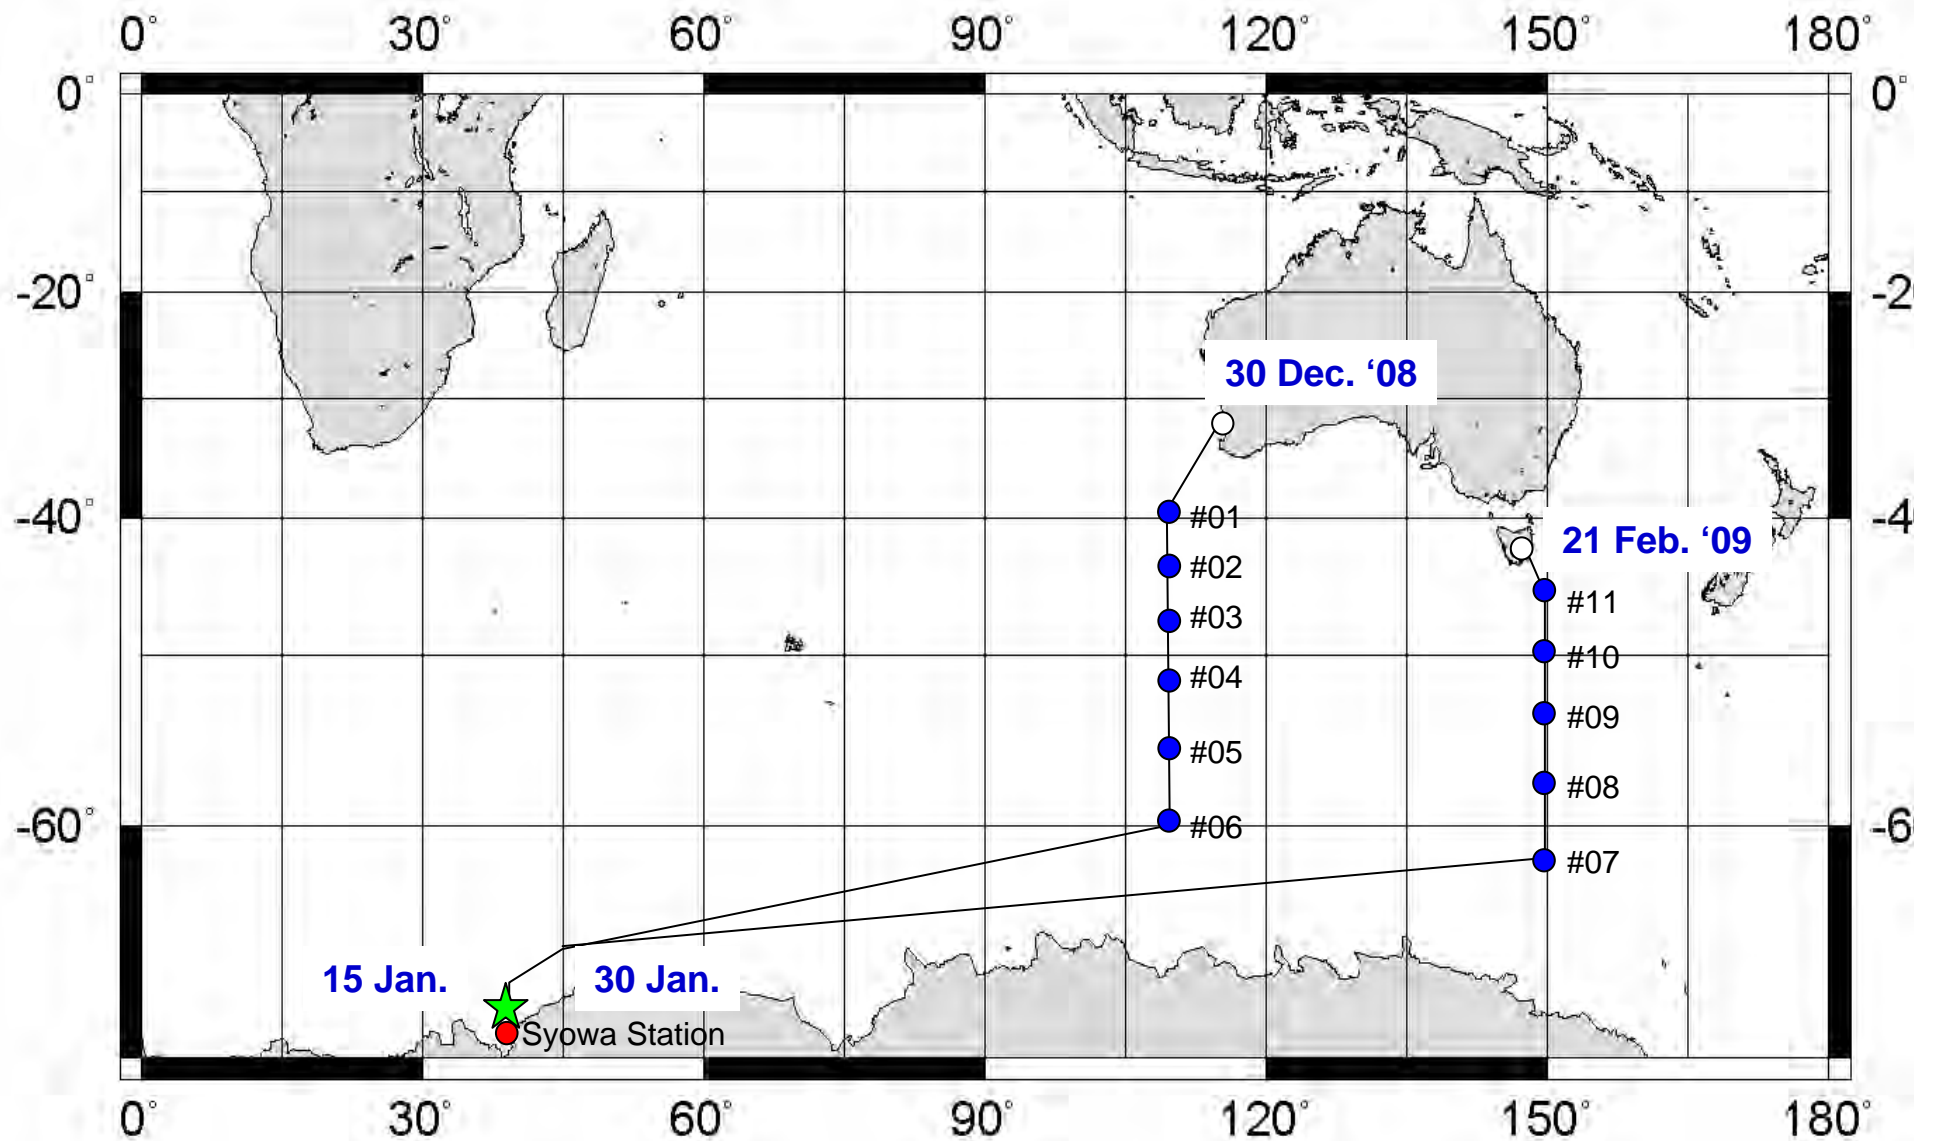 0° 30° 60° 90° 120° 150° 180°
0° 0°
-20° -2
30 Dec. ‘08
-40° #01 -4
21 Feb. ‘09
#02
#11
#03
#10
#04
#09
#05
#08
-60° #06 -6
#07
15 Jan. 30 Jan.
Syowa Station
0° 30° 60° 90° 120° 150° 180°